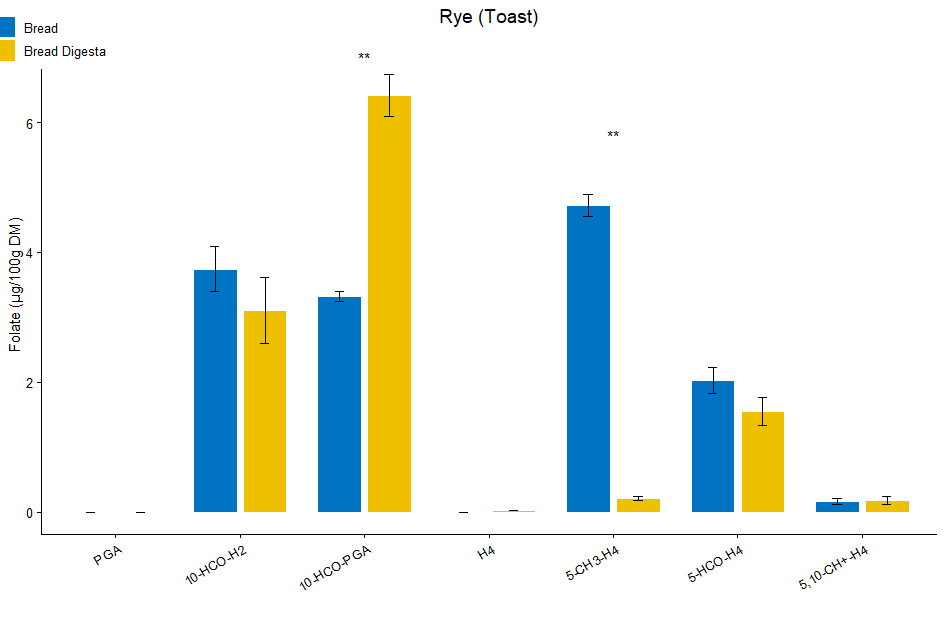 Rye (Toast)
Bread
Bread Digesta
**
**
Folate (µg/100g DM)
6
4
2
0
PGA
10-HCO-H2
10-HCO-PGA
H4
5-CH3-H4
5-HCO-H4
5,10-CH+-H4